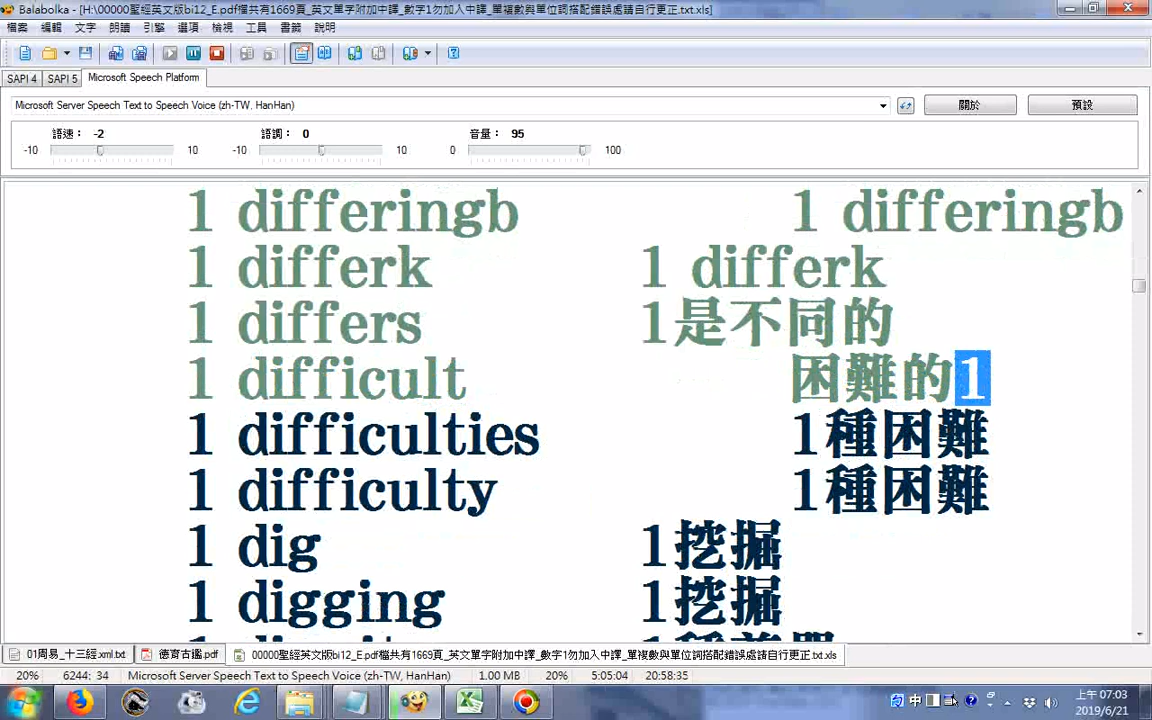 Balabolka - [H:\00000聖經英文版bi12_E.pdf檔共有1669頁_英文單字附加中譯_數字1勿加入中譯_單複數與單位詞搭配錯誤處請自行更正.txt.xls]
檔案 編輯 文字 朗讀 引擎 選項 檢視 工具 書籤 說明
SAPI 4 SAPI 5 Microsoft Speech Platform
Microsoft Server Speech Text to Speech Voice (zh-TW, HanHan) 關於 預設
語速： -2 語調： 0 音量： 95
-10 10 -10 10 0 100
1 differingb 1 differingb
1 differk 1 differk
1 differs 1是不同的
1 difficult 困難的1
1 difficulties 1種困難
1 difficulty 1種困難
1 dig 1挖掘
1 digging 1挖掘
01周易_十三經.xml.txt 德育古鑑.pdf 00000聖經英文版bi12_E.pdf檔共有1669頁_英文單字附加中譯_數字1勿加入中譯_單複數與單位詞搭配錯誤處請自行更正.txt.xls
20% 6244: 34 Microsoft Server Speech Text to Speech Voice (zh-TW, HanHan) 1.00 MB 20% 5:05:04 20:58:35
中 上午 07:03
2019/6/21